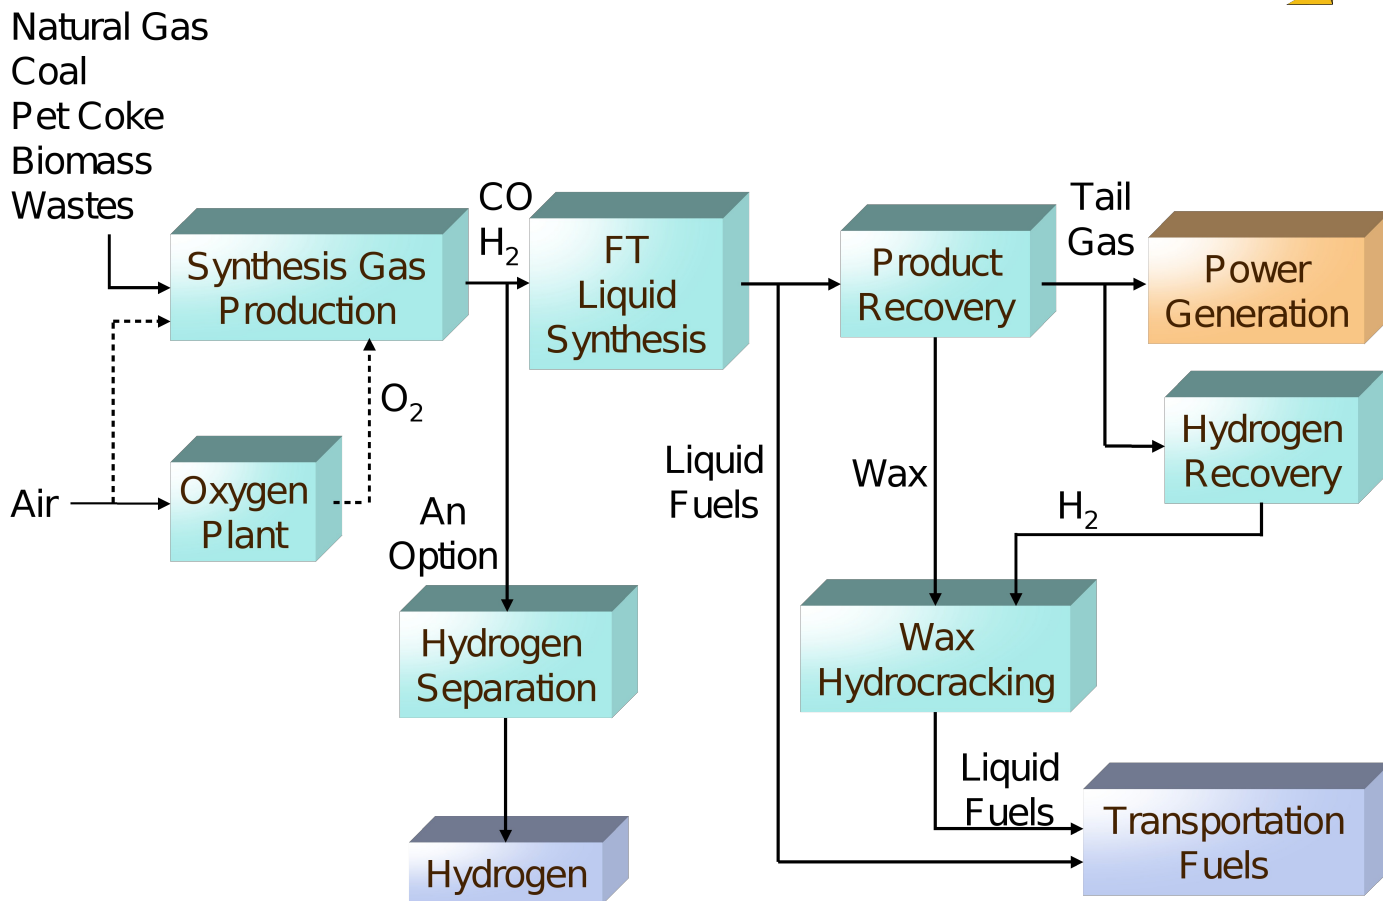 Natural Gas
Coal
Pet Coke
Biomass
Wastes
Synthesis Gas
Production
CO
H2
FT
Liquid
Synthesis
Product
Recovery
Tail
Gas
Power
Generation
O2
Air
Oxygen
Plant
An
Option
Liquid
Fuels
Wax
Hydrogen
Recovery
H2
Hydrogen
Separation
Wax
Hydrocracking
Liquid
Fuels
Transportation
Fuels
Hydrogen